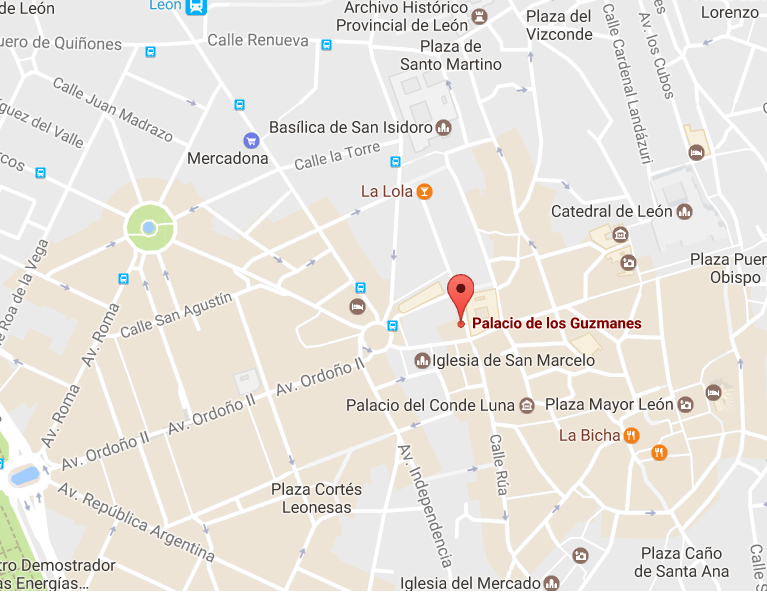 de León
León
Archivo Histórico
Provincial de León
Plaza del
Vizconde
Lorenzo
uero de Quiñones
Calle Renueva
Plaza de
Santo Martino
Av. los Cubos
Calle Cardenal Landázuri
Calle Juan Madrazo
íguez del Valle
Basílica de San Isidoro
Mercadona
Calle la Torre
rcos
La Lola
Catedral de León
Plaza Puer
Obispo
e Roa de la Vega
Calle San Agustín
Av. Roma
Palacio de los Guzmanes
Iglesia de San Marcelo
Av. Ordoño II
Av. Ordoño II
Av. Ordoño II
Av. Roma
Palacio del Conde Luna
Plaza Mayor León
La Bicha
Calle Rúa
Av. Independencia
Plaza Cortés
Leonesas
Av. República Argentina
tro Demostrador
as Energías...
Plaza Caño
de Santa Ana
Calle S
Iglesia del Mercado